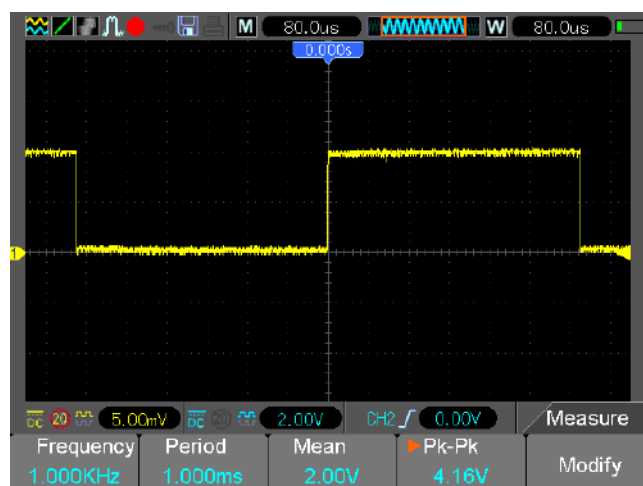 M 80.0us W 80.0us
0.000s
1
DC 20 5.00mV DC 20 2.00V CH2 0.00V Measure
Frequency Period Mean Pk-Pk
1.000KHz 1.000ms 2.00V 4.16V Modify